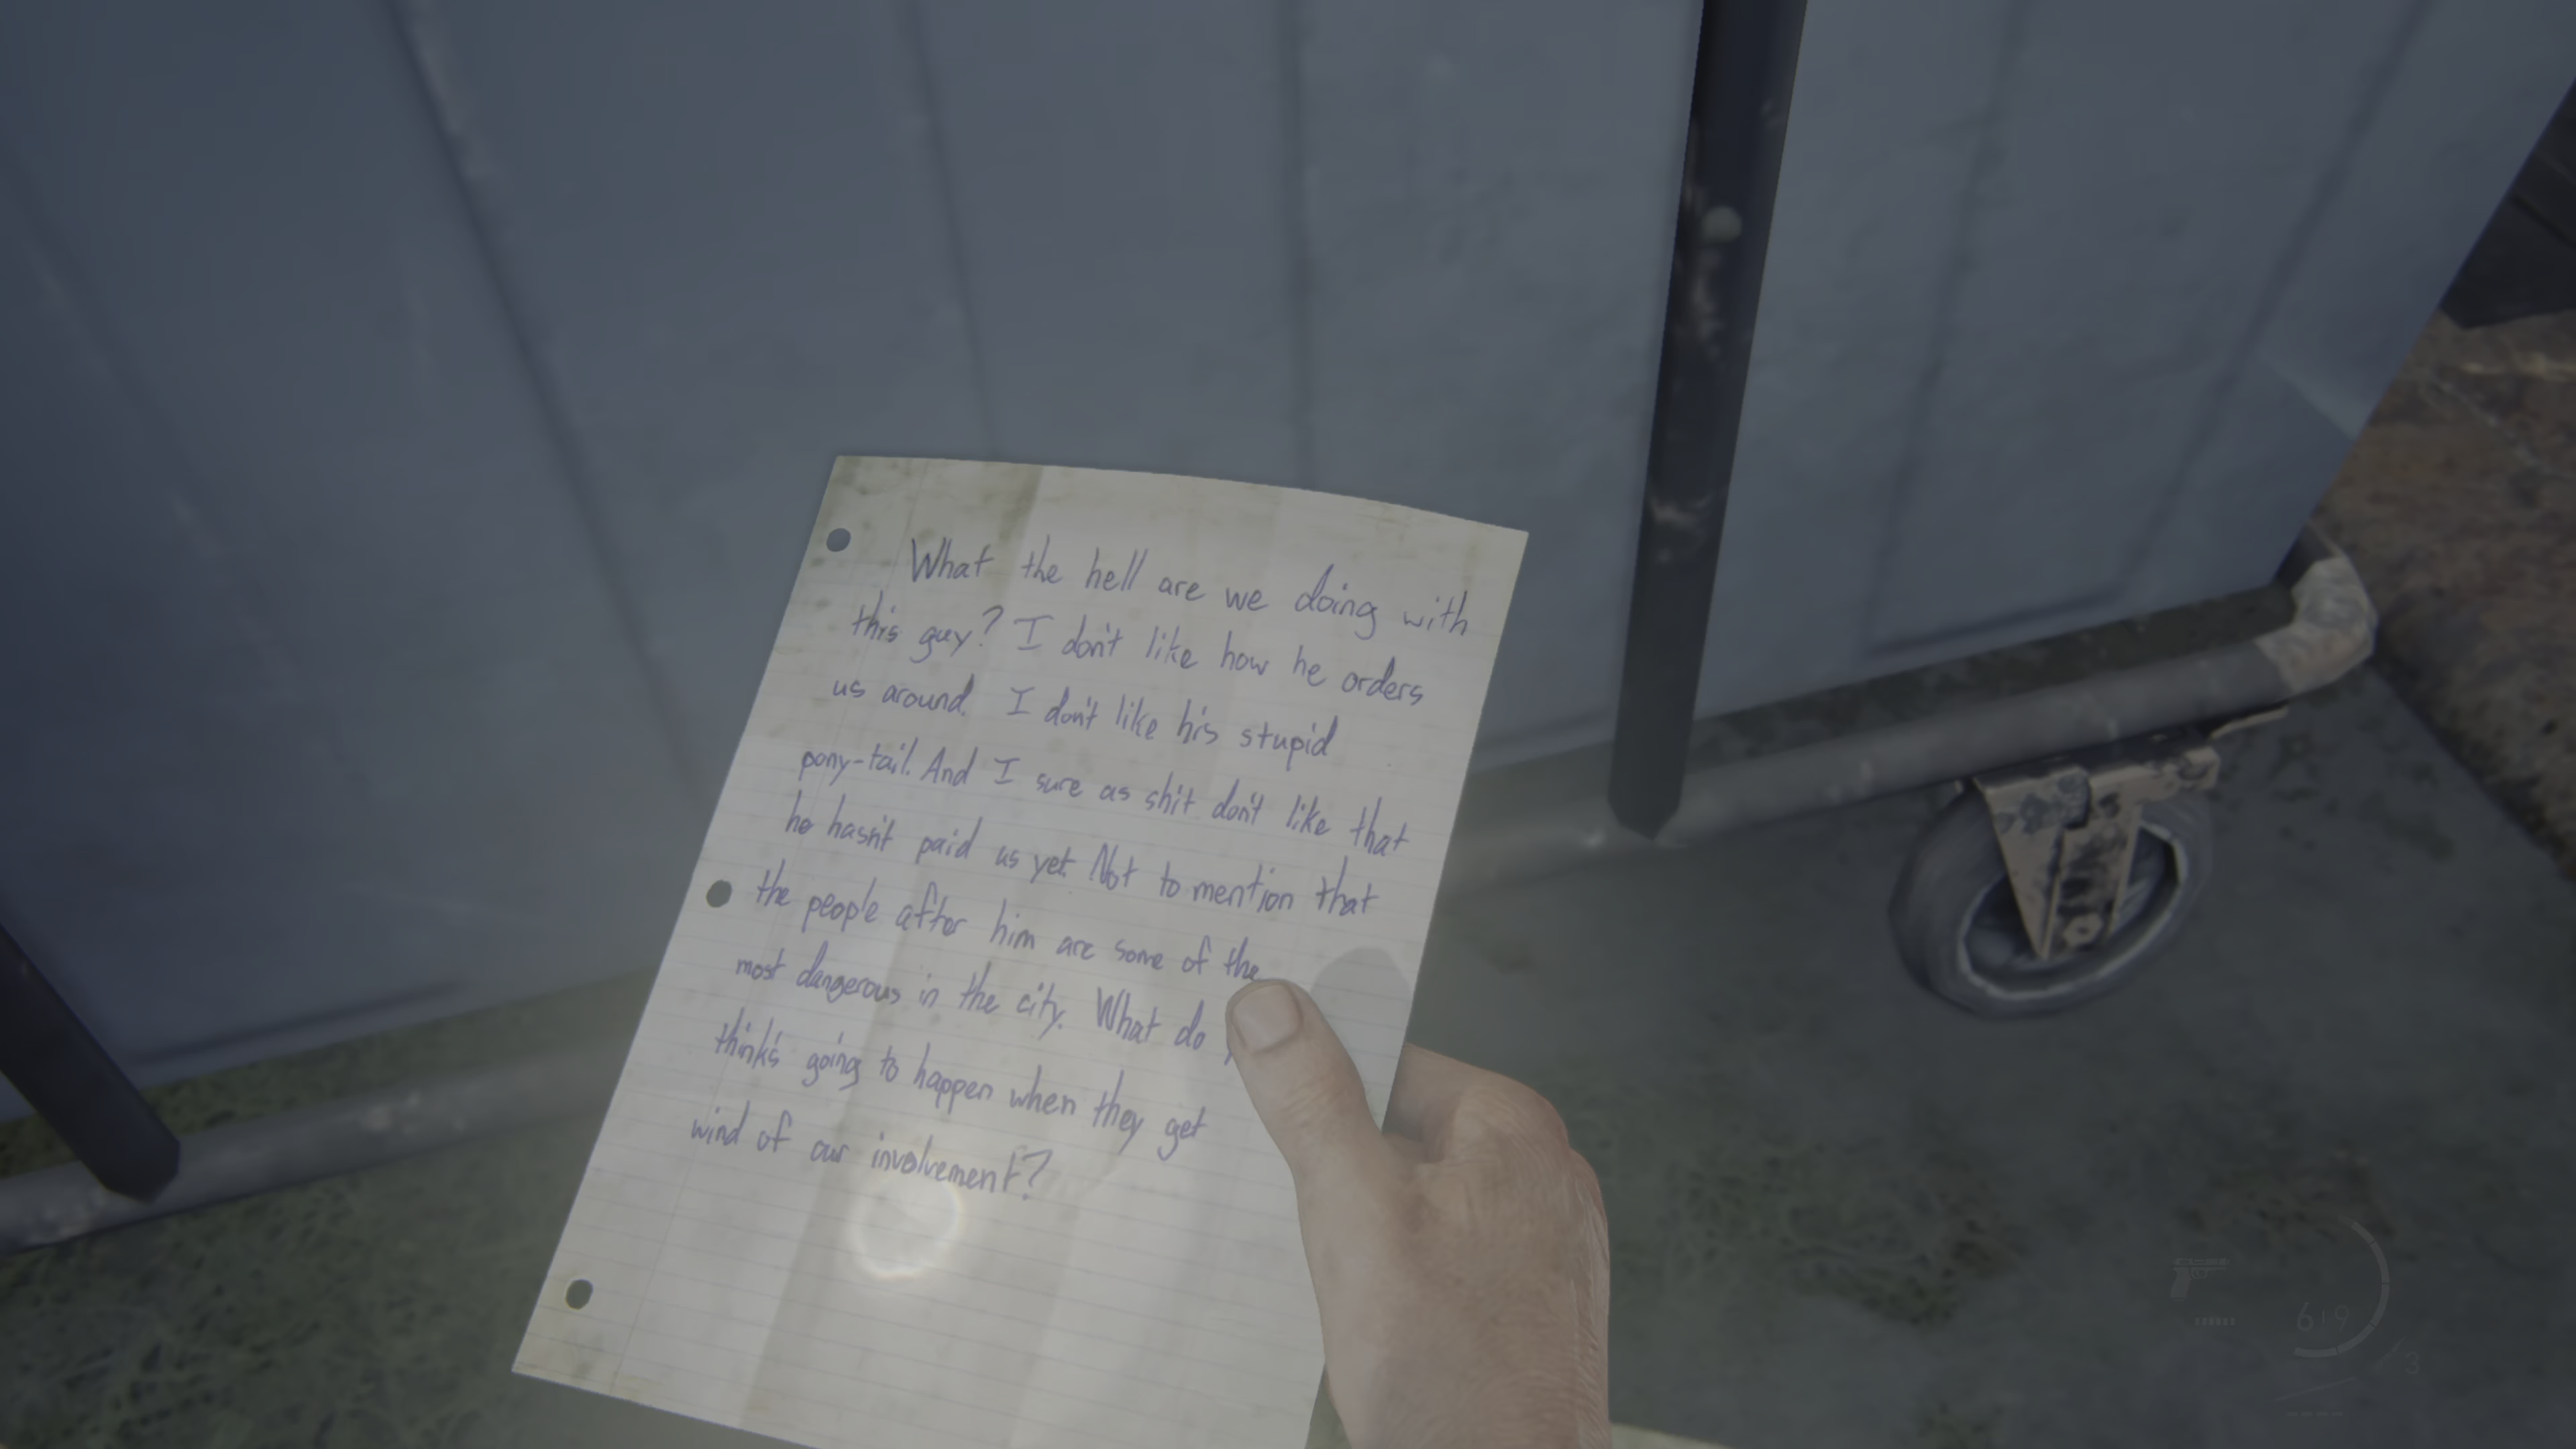 What the hell are we doing with
this guy? I don't like how he orders
us around. I don't like his stupid
pony-tail. And I sure as shit don't like that
he hasn't paid us yet. Not to mention that
the people after him are some of the
most dangerous in the city. What do
think's going to happen when they get
wind of our involvement?
619
/3